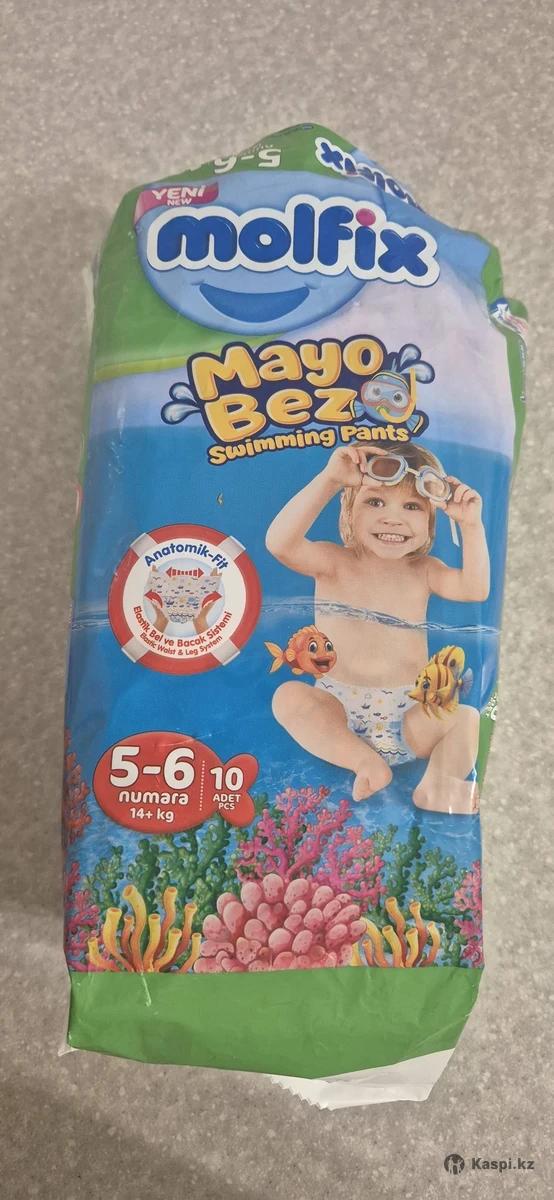 5-6
molfix
YENİ
NEW
molfix
Mayo
Bez
Swimming Pants
Anatomik-Fit
Elastik Bel ve Bacak Sistemi
Elastic Waist & Leg System
5-6
numara
14+ kg
10
ADET
PCS
Kaspi.kz